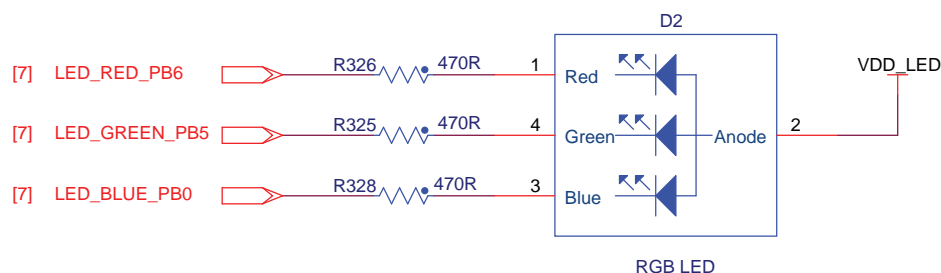 D2
[7] LED_RED_PB6 R326 470R 1 Red VDD_LED
[7] LED_GREEN_PB5 R325 470R 4 Green Anode 2
[7] LED_BLUE_PB0 R328 470R 3 Blue
RGB LED